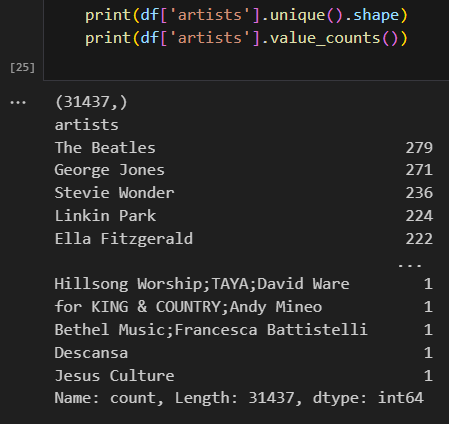 print(df['artists'].unique().shape)
print(df['artists'].value_counts())
[25]
... (31437,)
artists
The Beatles 279
George Jones 271
Stevie Wonder 236
Linkin Park 224
Ella Fitzgerald 222
...
Hillsong Worship;TAYA;David Ware 1
for KING & COUNTRY;Andy Mineo 1
Bethel Music;Francesca Battistelli 1
Descansa 1
Jesus Culture 1
Name: count, Length: 31437, dtype: int64